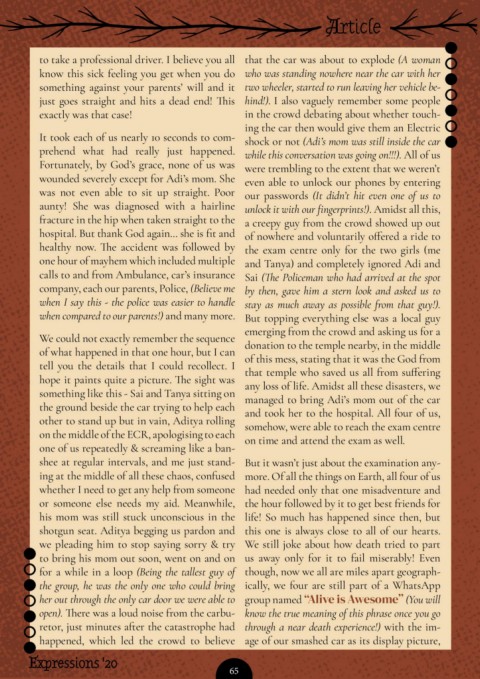 Article
to take a professional driver. I believe you all
know this sick feeling you get when you do
something against your parents' will and it
just goes straight and hits a dead end! This
exactly was that case!
It took each of us nearly 10 seconds to com-
prehend what had really just happened.
Fortunately, by God's grace, none of us was
wounded severely except for Adi's mom. She
was not even able to sit up straight. Poor
aunty! She was diagnosed with a hairline
fracture in the hip when taken straight to the
hospital. But thank God again... she is fit and
healthy now. The accident was followed by
one hour of mayhem which included multiple
calls to and from Ambulance, car's insurance
company, each our parents, Police, (Believe me
when I say this - the police was easier to handle
when compared to our parents!) and many more.
We could not exactly remember the sequence
of what happened in that one hour, but I can
tell you the details that I could recollect. I
hope it paints quite a picture. The sight was
something like this - Sai and Tanya sitting on
the ground beside the car trying to help each
other to stand up but in vain, Aditya rolling
on the middle of the ECR, apologising to each
one of us repeatedly & screaming like a ban-
shee at regular intervals, and me just stand-
ing at the middle of all these chaos, confused
whether I need to get any help from someone
or someone else needs my aid. Meanwhile,
his mom was still stuck unconscious in the
shotgun seat. Aditya begging us pardon and
we pleading him to stop saying sorry & try
to bring his mom out soon, went on and on
for a while in a loop (Being the tallest guy of
the group, he was the only one who could bring
her out through the only car door we were able to
open). There was a loud noise from the carbu-
retor, just minutes after the catastrophe had
happened, which led the crowd to believe
that the car was about to explode (A woman
who was standing nowhere near the car with her
two wheeler, started to run leaving her vehicle be-
hind!). I also vaguely remember some people
in the crowd debating about whether touch-
ing the car then would give them an Electric
shock or not (Adi's mom was still inside the car
while this conversation was going on!!!). All of us
were trembling to the extent that we weren't
even able to unlock our phones by entering
our passwords (It didn't hit even one of us to
unlock it with our fingerprints!). Amidst all this,
a creepy guy from the crowd showed up out
of nowhere and voluntarily offered a ride to
the exam centre only for the two girls (me
and Tanya) and completely ignored Adi and
Sai (The Policeman who had arrived at the spot
by then, gave him a stern look and asked us to
stay as much away as possible from that guy!).
But topping everything else was a local guy
emerging from the crowd and asking us for a
donation to the temple nearby, in the middle
of this mess, stating that it was the God from
that temple who saved us all from suffering
any loss of life. Amidst all these disasters, we
managed to bring Adi's mom out of the car
and took her to the hospital. All four of us,
somehow, were able to reach the exam centre
on time and attend the exam as well.
But it wasn't just about the examination any-
more. Of all the things on Earth, all four of us
had needed only that one misadventure and
the hour followed by it to get best friends for
life! So much has happened since then, but
this one is always close to all of our hearts.
We still joke about how death tried to part
us away only for it to fail miserably! Even
though, now we all are miles apart geograph-
ically, we four are still part of a WhatsApp
group named “Alive is Awesome” (You will
know the true meaning of this phrase once you go
through a near death experience!) with the im-
age of our smashed car as its display picture,
Expressions '20
65